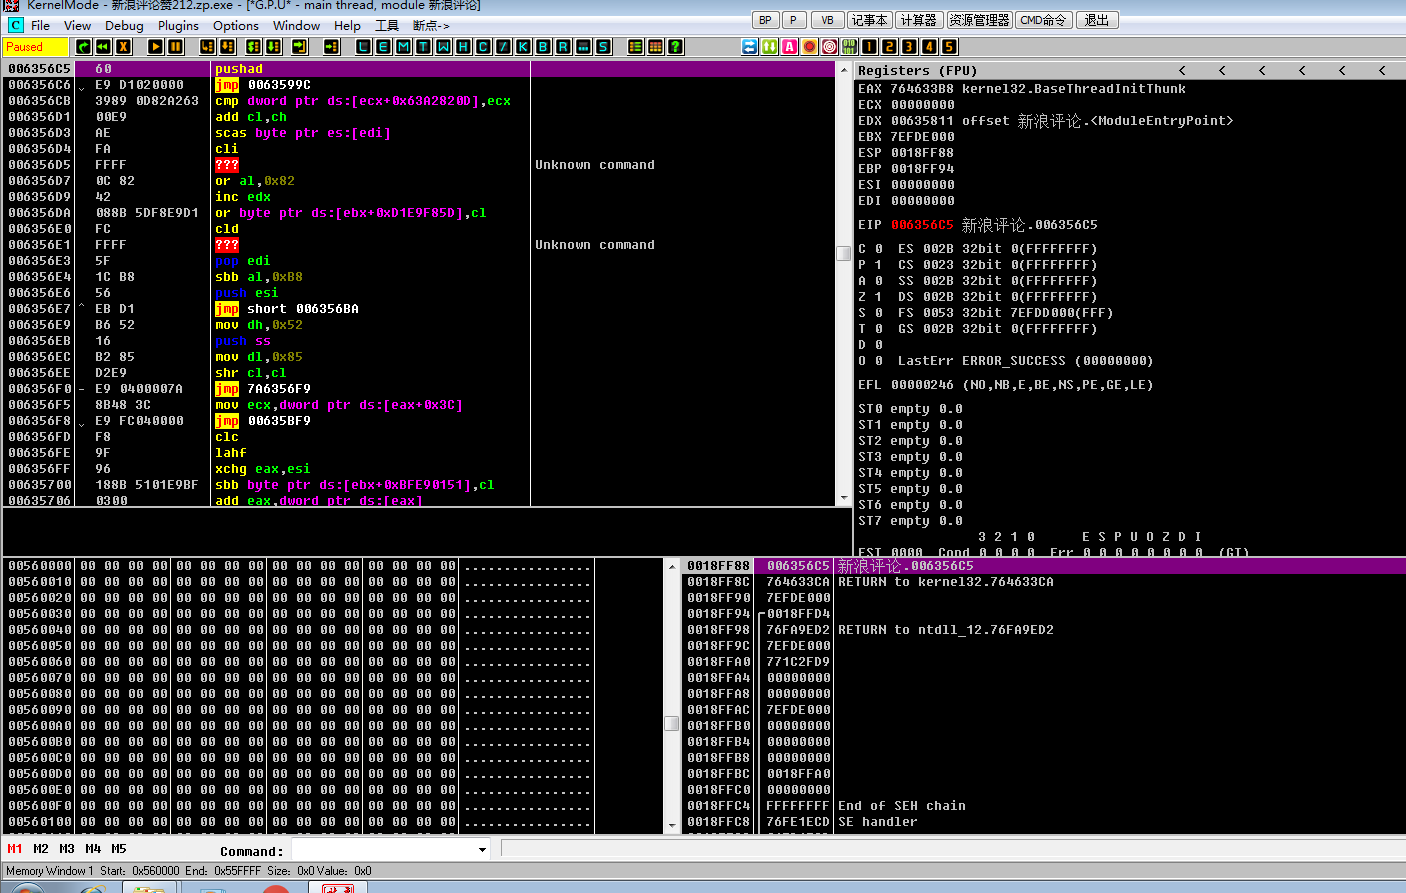 KernelMode - 新浪评论赞212.zp.exe - [*G.P.U* - main thread, module 新浪评论]
File View Debug Plugins Options Window Help 工具 断点->
BP P VB 记事本 计算器 资源管理器 CMD命令 退出
Paused
L E M T W H C / K B R ... S
A 1 2 3 4 5
006356C5 60 pushad
006356C6 E9 D1020000 jmp 0063599C
006356CB 3989 0D82A263 cmp dword ptr ds:[ecx+0x63A2820D],ecx
006356D1 00E9 add cl,ch
006356D3 AE scas byte ptr es:[edi]
006356D4 FA cli
006356D5 FFFF ??? Unknown command
006356D7 0C 82 or al,0x82
006356D9 42 inc edx
006356DA 088B 5DF8E9D1 or byte ptr ds:[ebx+0xD1E9F85D],cl
006356E0 FC cld
006356E1 FFFF ??? Unknown command
006356E3 5F pop edi
006356E4 1C B8 sbb al,0xB8
006356E6 56 push esi
006356E7 ^ EB D1 jmp short 006356BA
006356E9 B6 52 mov dh,0x52
006356EB 16 push ss
006356EC B2 85 mov dl,0x85
006356EE D2E9 shr cl,cl
006356F0 - E9 0400007A jmp 7A6356F9
006356F5 8B48 3C mov ecx,dword ptr ds:[eax+0x3C]
006356F8 E9 FC040000 jmp 00635BF9
006356FD F8 clc
006356FE 9F lahf
006356FF 96 xchg eax,esi
00635700 188B 5101E9BF sbb byte ptr ds:[ebx+0xBFE90151],cl
00635706 0300 add eax,dword ptr ds:[eax]
Registers (FPU) < < < < < <
EAX 764633B8 kernel32.BaseThreadInitThunk
ECX 00000000
EDX 00635811 offset 新浪评论.<ModuleEntryPoint>
EBX 7EFDE000
ESP 0018FF88
EBP 0018FF94
ESI 00000000
EDI 00000000
EIP 006356C5 新浪评论.006356C5
C 0 ES 002B 32bit 0(FFFFFFFF)
P 1 CS 0023 32bit 0(FFFFFFFF)
A 0 SS 002B 32bit 0(FFFFFFFF)
Z 1 DS 002B 32bit 0(FFFFFFFF)
S 0 FS 0053 32bit 7EFDD000(FFF)
T 0 GS 002B 32bit 0(FFFFFFFF)
D 0
O 0 LastErr ERROR_SUCCESS (00000000)
EFL 00000246 (NO,NB,E,BE,NS,PE,GE,LE)
ST0 empty 0.0
ST1 empty 0.0
ST2 empty 0.0
ST3 empty 0.0
ST4 empty 0.0
ST5 empty 0.0
ST6 empty 0.0
ST7 empty 0.0
3 2 1 0 E S P U O Z D I
FST 0000 Cond 0 0 0 0 Err 0 0 0 0 0 0 0 0 (GT)
00560000 00 00 00 00 00 00 00 00 00 00 00 00 00 00 00 00 ................
00560010 00 00 00 00 00 00 00 00 00 00 00 00 00 00 00 00 ................
00560020 00 00 00 00 00 00 00 00 00 00 00 00 00 00 00 00 ................
00560030 00 00 00 00 00 00 00 00 00 00 00 00 00 00 00 00 ................
00560040 00 00 00 00 00 00 00 00 00 00 00 00 00 00 00 00 ................
00560050 00 00 00 00 00 00 00 00 00 00 00 00 00 00 00 00 ................
00560060 00 00 00 00 00 00 00 00 00 00 00 00 00 00 00 00 ................
00560070 00 00 00 00 00 00 00 00 00 00 00 00 00 00 00 00 ................
00560080 00 00 00 00 00 00 00 00 00 00 00 00 00 00 00 00 ................
00560090 00 00 00 00 00 00 00 00 00 00 00 00 00 00 00 00 ................
005600A0 00 00 00 00 00 00 00 00 00 00 00 00 00 00 00 00 ................
005600B0 00 00 00 00 00 00 00 00 00 00 00 00 00 00 00 00 ................
005600C0 00 00 00 00 00 00 00 00 00 00 00 00 00 00 00 00 ................
005600D0 00 00 00 00 00 00 00 00 00 00 00 00 00 00 00 00 ................
005600E0 00 00 00 00 00 00 00 00 00 00 00 00 00 00 00 00 ................
005600F0 00 00 00 00 00 00 00 00 00 00 00 00 00 00 00 00 ................
00560100 00 00 00 00 00 00 00 00 00 00 00 00 00 00 00 00 ................
0018FF88 006356C5 新浪评论.006356C5
0018FF8C 764633CA RETURN to kernel32.764633CA
0018FF90 7EFDE000
0018FF94 0018FFD4
0018FF98 76FA9ED2 RETURN to ntdll_12.76FA9ED2
0018FF9C 7EFDE000
0018FFA0 771C2FD9
0018FFA4 00000000
0018FFA8 00000000
0018FFAC 7EFDE000
0018FFB0 00000000
0018FFB4 00000000
0018FFB8 00000000
0018FFBC 0018FFA0
0018FFC0 00000000
0018FFC4 FFFFFFFF End of SEH chain
0018FFC8 76FE1ECD SE handler
M1 M2 M3 M4 M5 Command:
Memory Window 1 Start: 0x560000 End: 0x55FFFF Size: 0x0 Value: 0x0